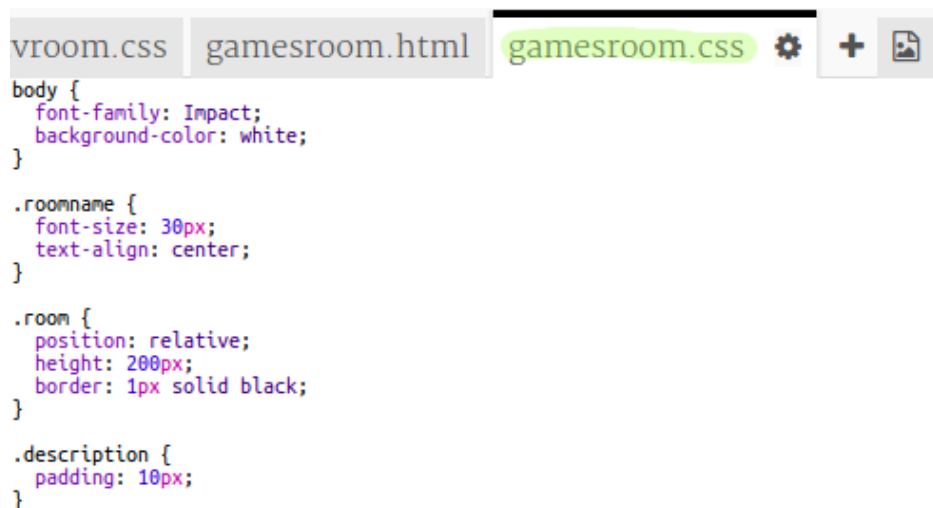 vroom.css gamesroom.html gamesroom.css +
body {
  font-family: Impact;
  background-color: white;
}
.roomname {
  font-size: 30px;
  text-align: center;
}
.room {
  position: relative;
  height: 200px;
  border: 1px solid black;
}
.description {
  padding: 10px;
}